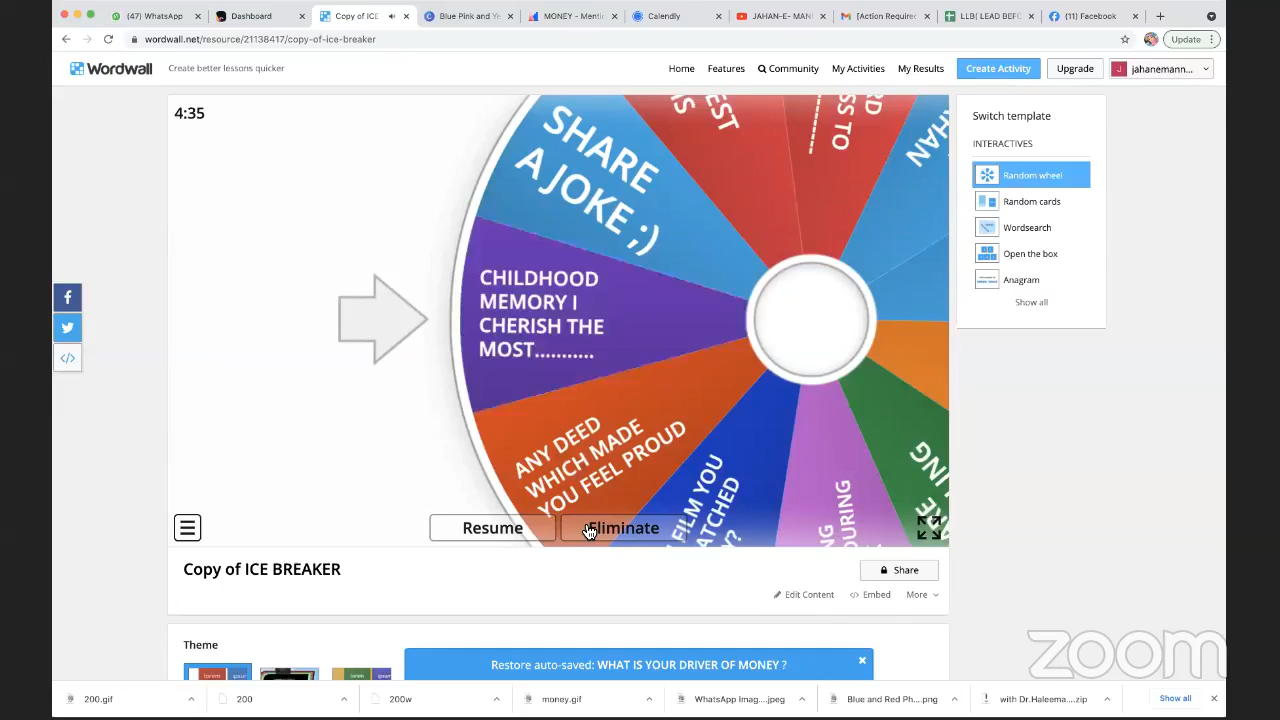 (47) WhatsApp
Dashboard
Copy of ICE
Blue Pink and Ye
MONEY - Menti
Calendly
JAHAN-E- MAN
[Action Require
LLB( LEAD BEFO
(11) Facebook
wordwall.net/resource/21138417/copy-of-ice-breaker
Update
Wordwall
Create better lessons quicker
Home
Features
Community
My Activities
My Results
Create Activity
Upgrade
jahanemann...
4:35
SHARE
A JOKE ;)
CHILDHOOD
MEMORY I
CHERISH THE
MOST...........
ANY DEED
WHICH MADE
YOU FEEL PROUD
FILM YOU
Resume
Eliminate
Switch template
INTERACTIVES
Random wheel
Random cards
Wordsearch
Open the box
Anagram
Show all
Copy of ICE BREAKER
Share
Edit Content
Embed
More
Theme
Restore auto-saved: WHAT IS YOUR DRIVER OF MONEY ?
zoom
200.gif
200
200w
money.gif
WhatsApp Imag....jpeg
Blue and Red Ph....png
with Dr.Haleema....zip
Show all